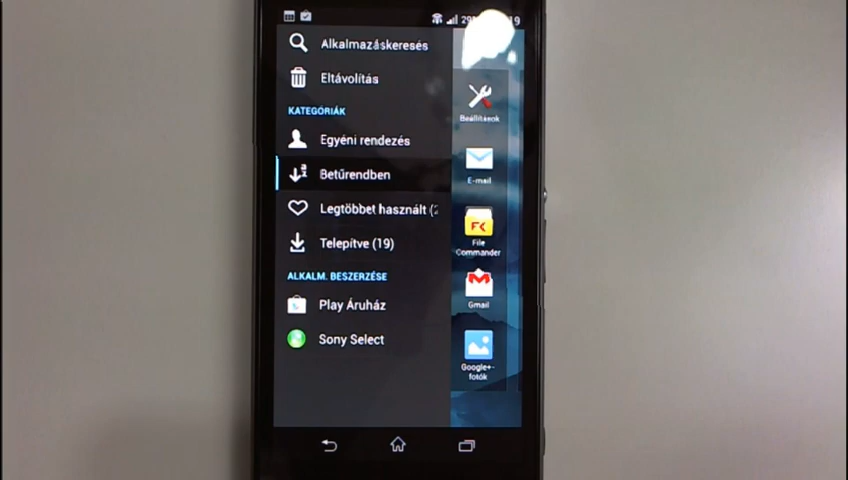 Alkalmazáskeresés
Eltávolítás
KATEGÓRIÁK
Egyéni rendezés
Betűrendben
Legtöbbet használt (
Telepítve (19)
ALKALM. BESZERZÉSE
Play Áruház
Sony Select
Beállítások
E-mail
File
Commander
Gmail
Google+-
fotók